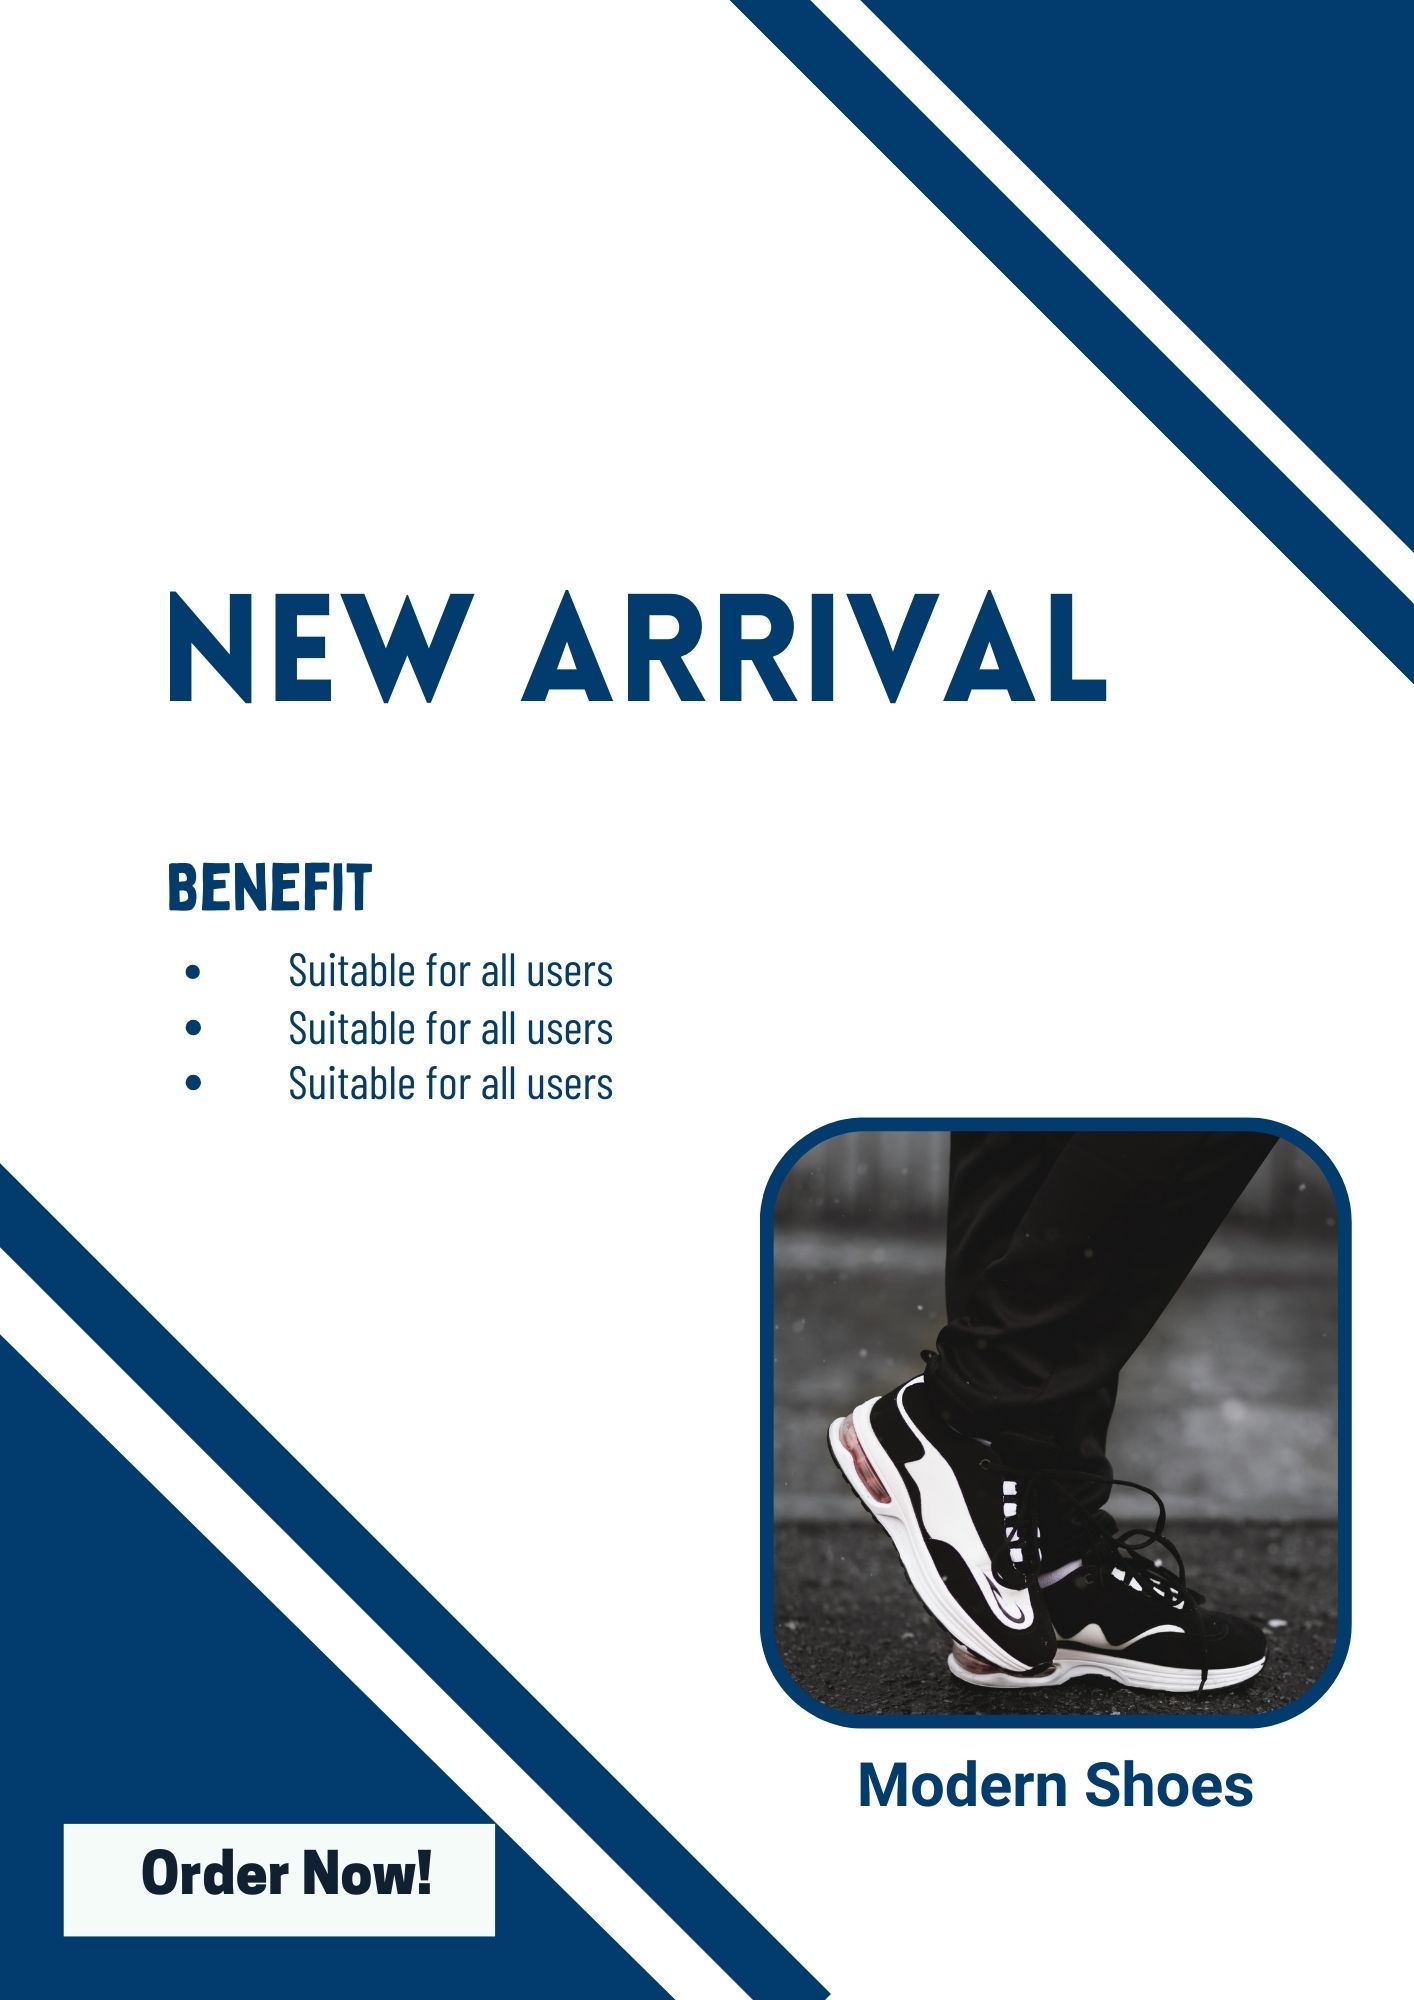 NEW ARRIVAL
BENEFIT
Suitable for all users
Suitable for all users
Suitable for all users
Modern Shoes
Order Now!